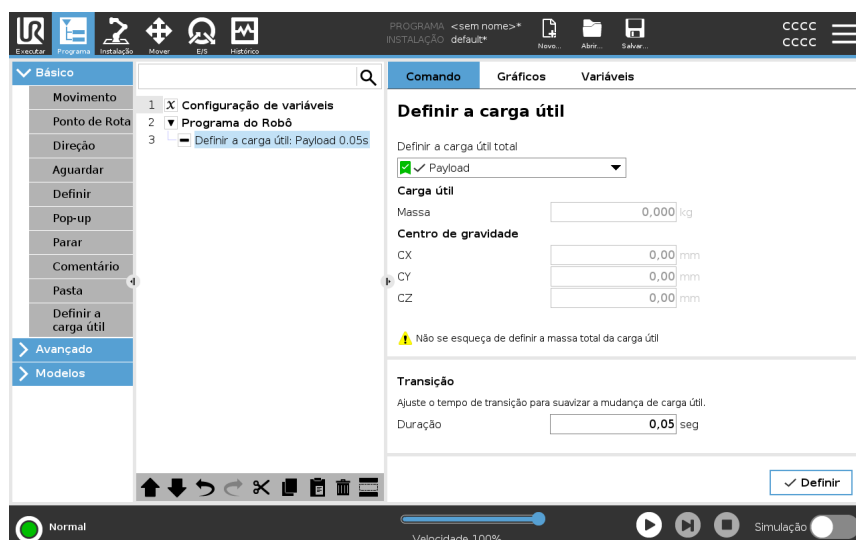 UR
PROGRAMA <sem nome>*
INSTALAÇÃO default*
Executar Programa Instalação Mover E/S Histórico
Novo... Abrir... Salvar...
cccc
cccc
Básico
Movimento
Ponto de Rota
Direção
Aguardar
Definir
Pop-up
Parar
Comentário
Pasta
Definir a
carga útil
Avançado
Modelos
1 X Configuração de variáveis
2 Programa do Robô
3 Definir a carga útil: Payload 0.05s
Comando Gráficos Variáveis
Definir a carga útil
Definir a carga útil total
Payload
Carga útil
Massa 0,000 kg
Centro de gravidade
CX 0,00 mm
CY 0,00 mm
CZ 0,00 mm
Não se esqueça de definir a massa total da carga útil
Transição
Ajuste o tempo de transição para suavizar a mudança de carga útil.
Duração 0,05 seg
Definir
Normal
Velocidade 100%
Simulação